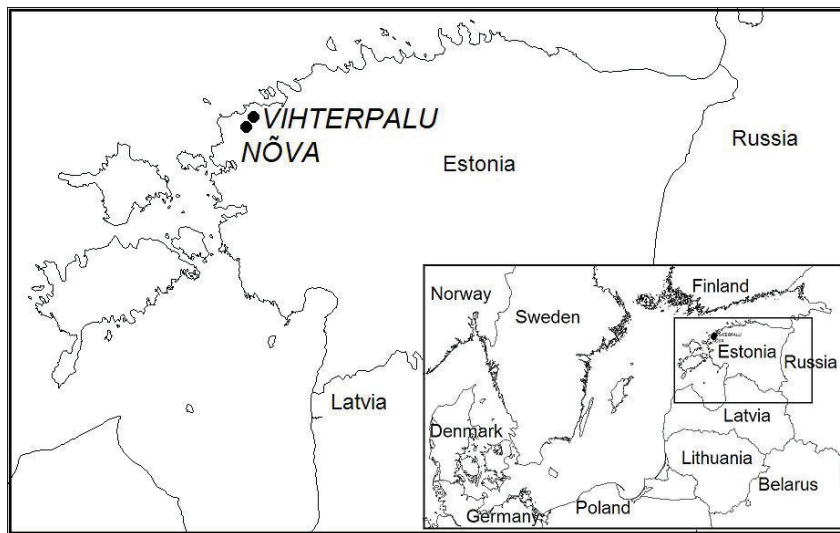 VIHTERPALU
NÕVA
Estonia
Russia
Latvia
Norway
Sweden
Finland
Estonia
Russia
Latvia
Denmark
Lithuania
Belarus
Poland
Germany